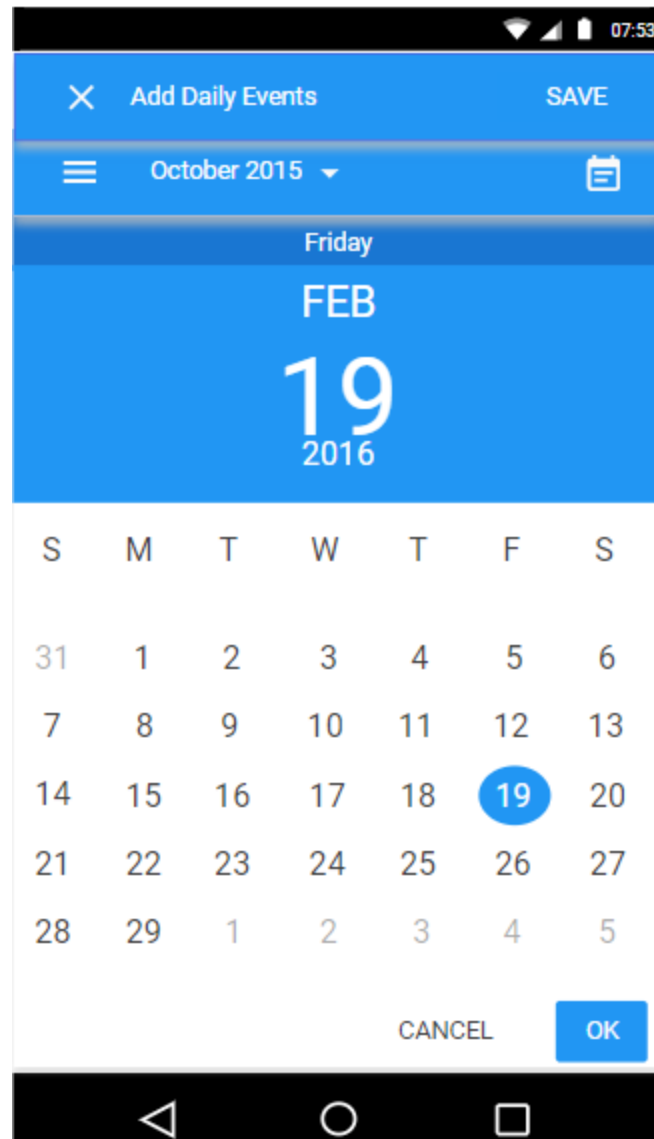 07:53
Add Daily Events SAVE
October 2015
Friday
FEB
19
2016
S M T W T F S
31 1 2 3 4 5 6
7 8 9 10 11 12 13
14 15 16 17 18 19 20
21 22 23 24 25 26 27
28 29 1 2 3 4 5
CANCEL OK